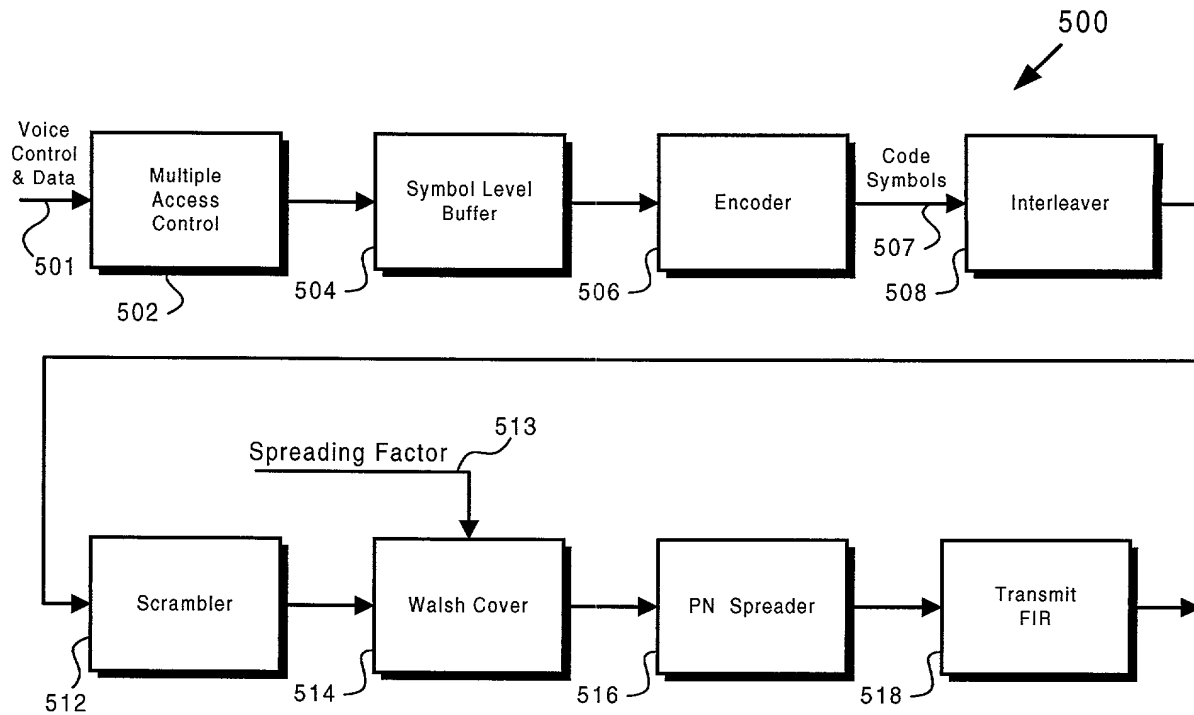 500
Voice
Control
& Data
Multiple
Access
Control
Symbol Level
Buffer
Encoder
Code
Symbols
Interleaver
501
502
504
506
507
508
Spreading Factor
513
Scrambler
Walsh Cover
PN Spreader
Transmit
FIR
512
514
516
518